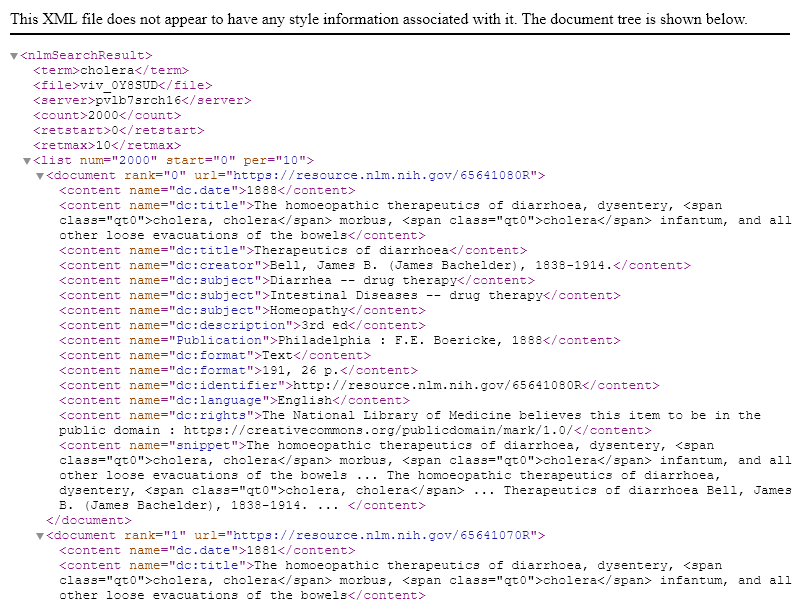 This XML file does not appear to have any style information associated with it. The document tree is shown below.
▼<nlmSearchResult>
<term>cholera</term>
<file>viv_0Y8SUD</file>
<server>pvlb7srch16</server>
<count>2000</count>
<retstart>0</retstart>
<retmax>10</retmax>
▼<list num="2000" start="0" per="10">
▼<document rank="0" url="https://resource.nlm.nih.gov/65641080R">
<content name="dc.date">1888</content>
<content name="dc:title">The homoeopathic therapeutics of diarrhoea, dysentery, <span
class="qt0">cholera, cholera</span> morbus, <span class="qt0">cholera</span> infantum, and all
other loose evacuations of the bowels</content>
<content name="dc:title">Therapeutics of diarrhoea</content>
<content name="dc:creator">Bell, James B. (James Bachelder), 1838-1914.</content>
<content name="dc:subject">Diarrhea -- drug therapy</content>
<content name="dc:subject">Intestinal Diseases -- drug therapy</content>
<content name="dc:subject">Homeopathy</content>
<content name="dc:description">3rd ed</content>
<content name="Publication">Philadelphia : F.E. Boericke, 1888</content>
<content name="dc:format">Text</content>
<content name="dc:format">191, 26 p.</content>
<content name="dc:identifier">http://resource.nlm.nih.gov/65641080R</content>
<content name="dc:language">English</content>
<content name="dc:rights">The National Library of Medicine believes this item to be in the
public domain : https://creativecommons.org/publicdomain/mark/1.0/</content>
<content name="snippet">The homoeopathic therapeutics of diarrhoea, dysentery, <span
class="qt0">cholera, cholera</span> morbus, <span class="qt0">cholera</span> infantum, and all
other loose evacuations of the bowels ... The homoeopathic therapeutics of diarrhoea,
dysentery, <span class="qt0">cholera, cholera</span> ... Therapeutics of diarrhoea Bell, James
B. (James Bachelder), 1838-1914. ... </content>
</document>
▼<document rank="1" url="https://resource.nlm.nih.gov/65641070R">
<content name="dc.date">1881</content>
<content name="dc:title">The homoeopathic therapeutics of diarrhoea, dysentery, <span
class="qt0">cholera, cholera</span> morbus, <span class="qt0">cholera</span> infantum, and all
other loose evacuations of the bowels</content>